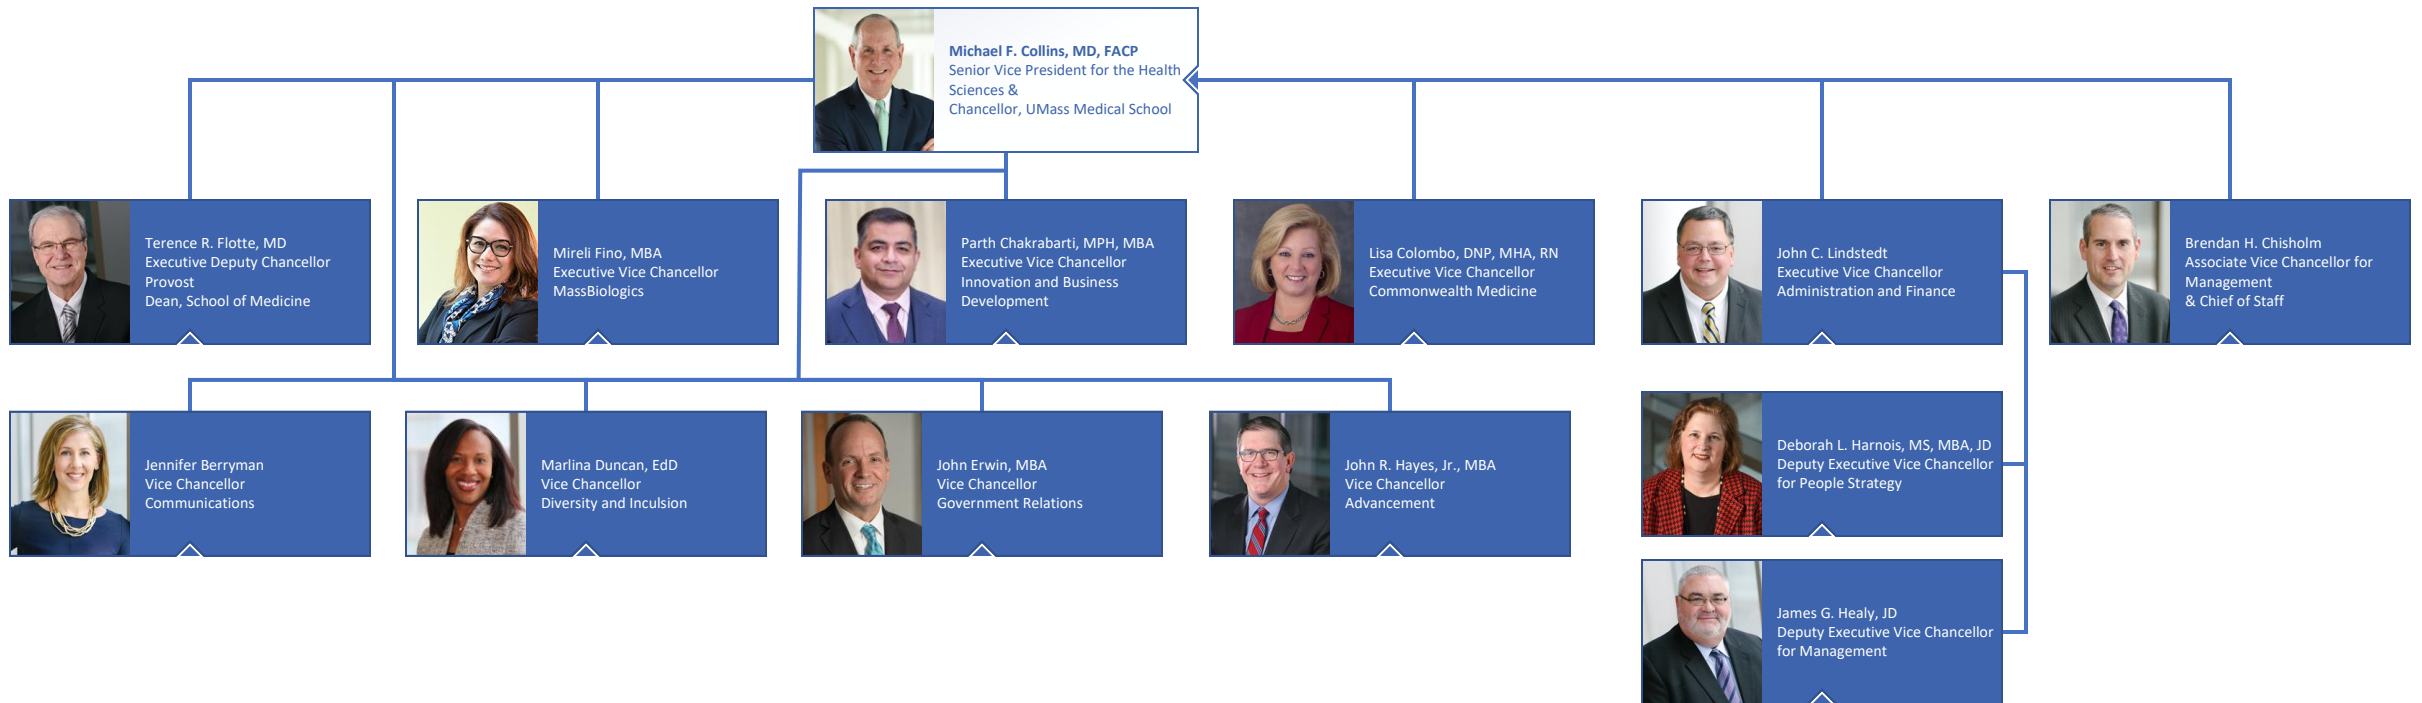 Michael F. Collins, MD, FACP
Senior Vice President for the Health
Sciences &
Chancellor, UMass Medical School
Terence R. Flotte, MD
Executive Deputy Chancellor
Provost
Dean, School of Medicine
Mireli Fino, MBA
Executive Vice Chancellor
MassBiologics
Parth Chakrabarti, MPH, MBA
Executive Vice Chancellor
Innovation and Business
Development
Lisa Colombo, DNP, MHA, RN
Executive Vice Chancellor
Commonwealth Medicine
John C. Lindstedt
Executive Vice Chancellor
Administration and Finance
Brendan H. Chisholm
Associate Vice Chancellor for
Management
& Chief of Staff
Jennifer Berryman
Vice Chancellor
Communications
Marlina Duncan, EdD
Vice Chancellor
Diversity and Inculsion
John Erwin, MBA
Vice Chancellor
Government Relations
John R. Hayes, Jr., MBA
Vice Chancellor
Advancement
Deborah L. Harnois, MS, MBA, JD
Deputy Executive Vice Chancellor
for People Strategy
James G. Healy, JD
Deputy Executive Vice Chancellor
for Management